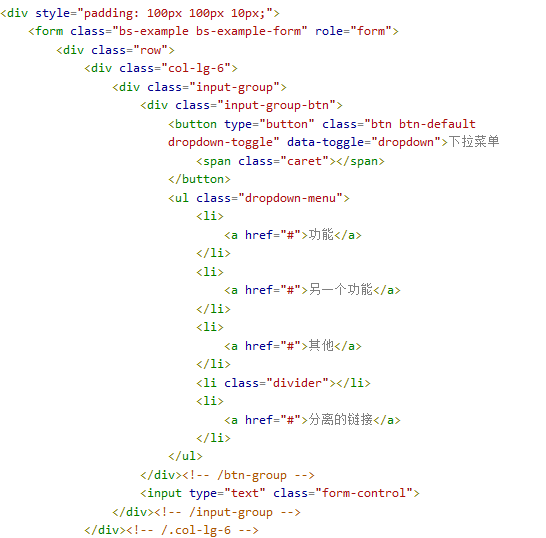 <div style="padding: 100px 100px 10px;">
<form class="bs-example bs-example-form" role="form">
<div class="row">
<div class="col-lg-6">
<div class="input-group">
<div class="input-group-btn">
<button type="button" class="btn btn-default
dropdown-toggle" data-toggle="dropdown">下拉菜单
<span class="caret"></span>
</button>
<ul class="dropdown-menu">
<li>
<a href="#">功能</a>
</li>
<li>
<a href="#">另一个功能</a>
</li>
<li>
<a href="#">其他</a>
</li>
<li class="divider"></li>
<li>
<a href="#">分离的链接</a>
</li>
</ul>
</div><!-- /btn-group -->
<input type="text" class="form-control">
</div><!-- /input-group -->
</div><!-- /.col-lg-6 -->